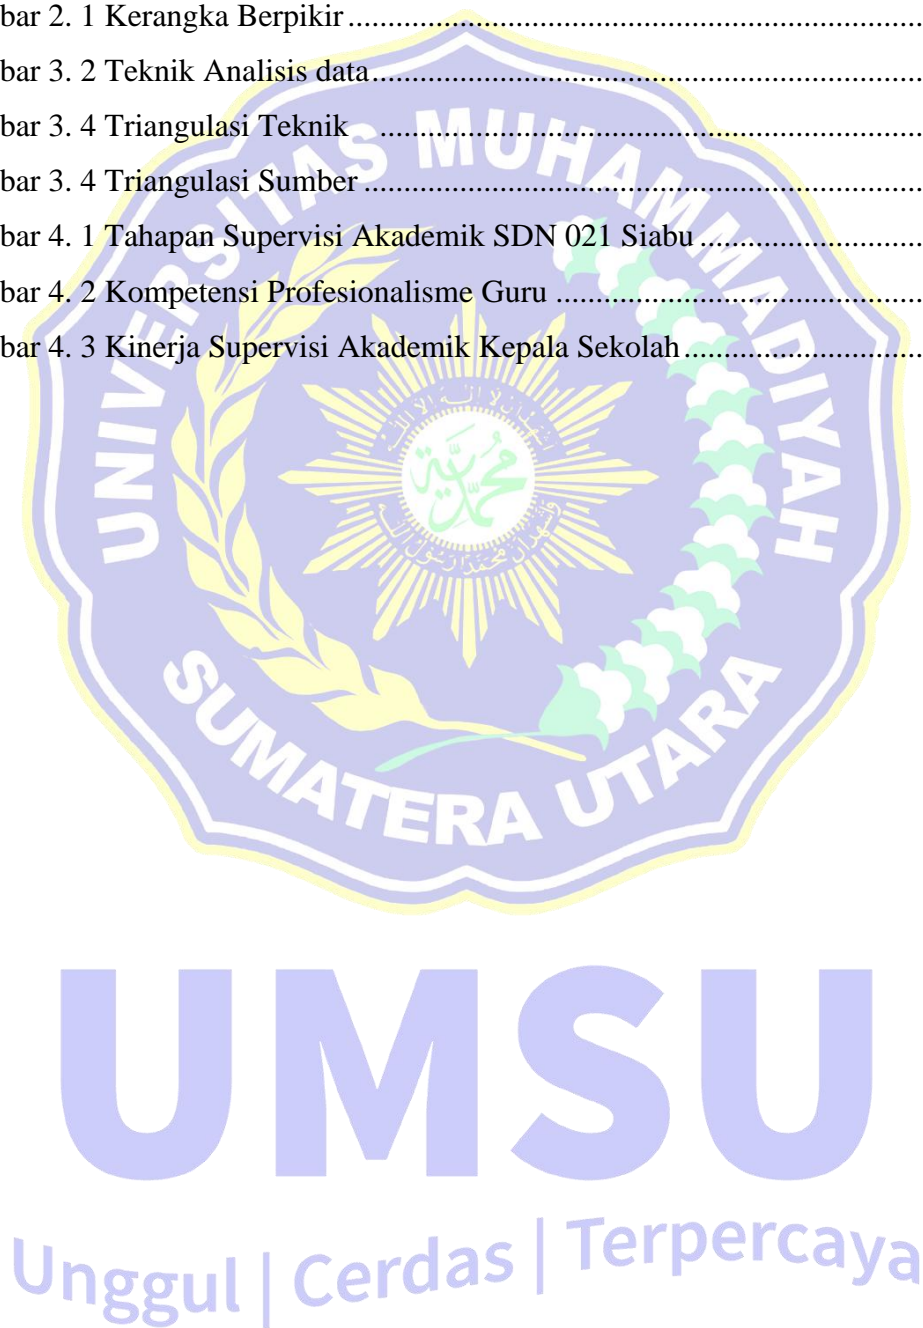 bar 2. 1 Kerangka Berpikir........................................................................
bar 3. 2 Teknik Analisis data.....................................................................
bar 3. 4 Triangulasi Teknik ....................................................................
bar 3. 4 Triangulasi Sumber.......................................................................
bar 4. 1 Tahapan Supervisi Akademik SDN 021 Siabu............................
bar 4. 2 Kompetensi Profesionalisme Guru ..............................................
bar 4. 3 Kinerja Supervisi Akademik Kepala Sekolah..............................
UNIVERSITAS MUHAMMADIYAH
محمدية
SUMATERA UTARA
UMSU
Unggul | Cerdas | Terpercaya